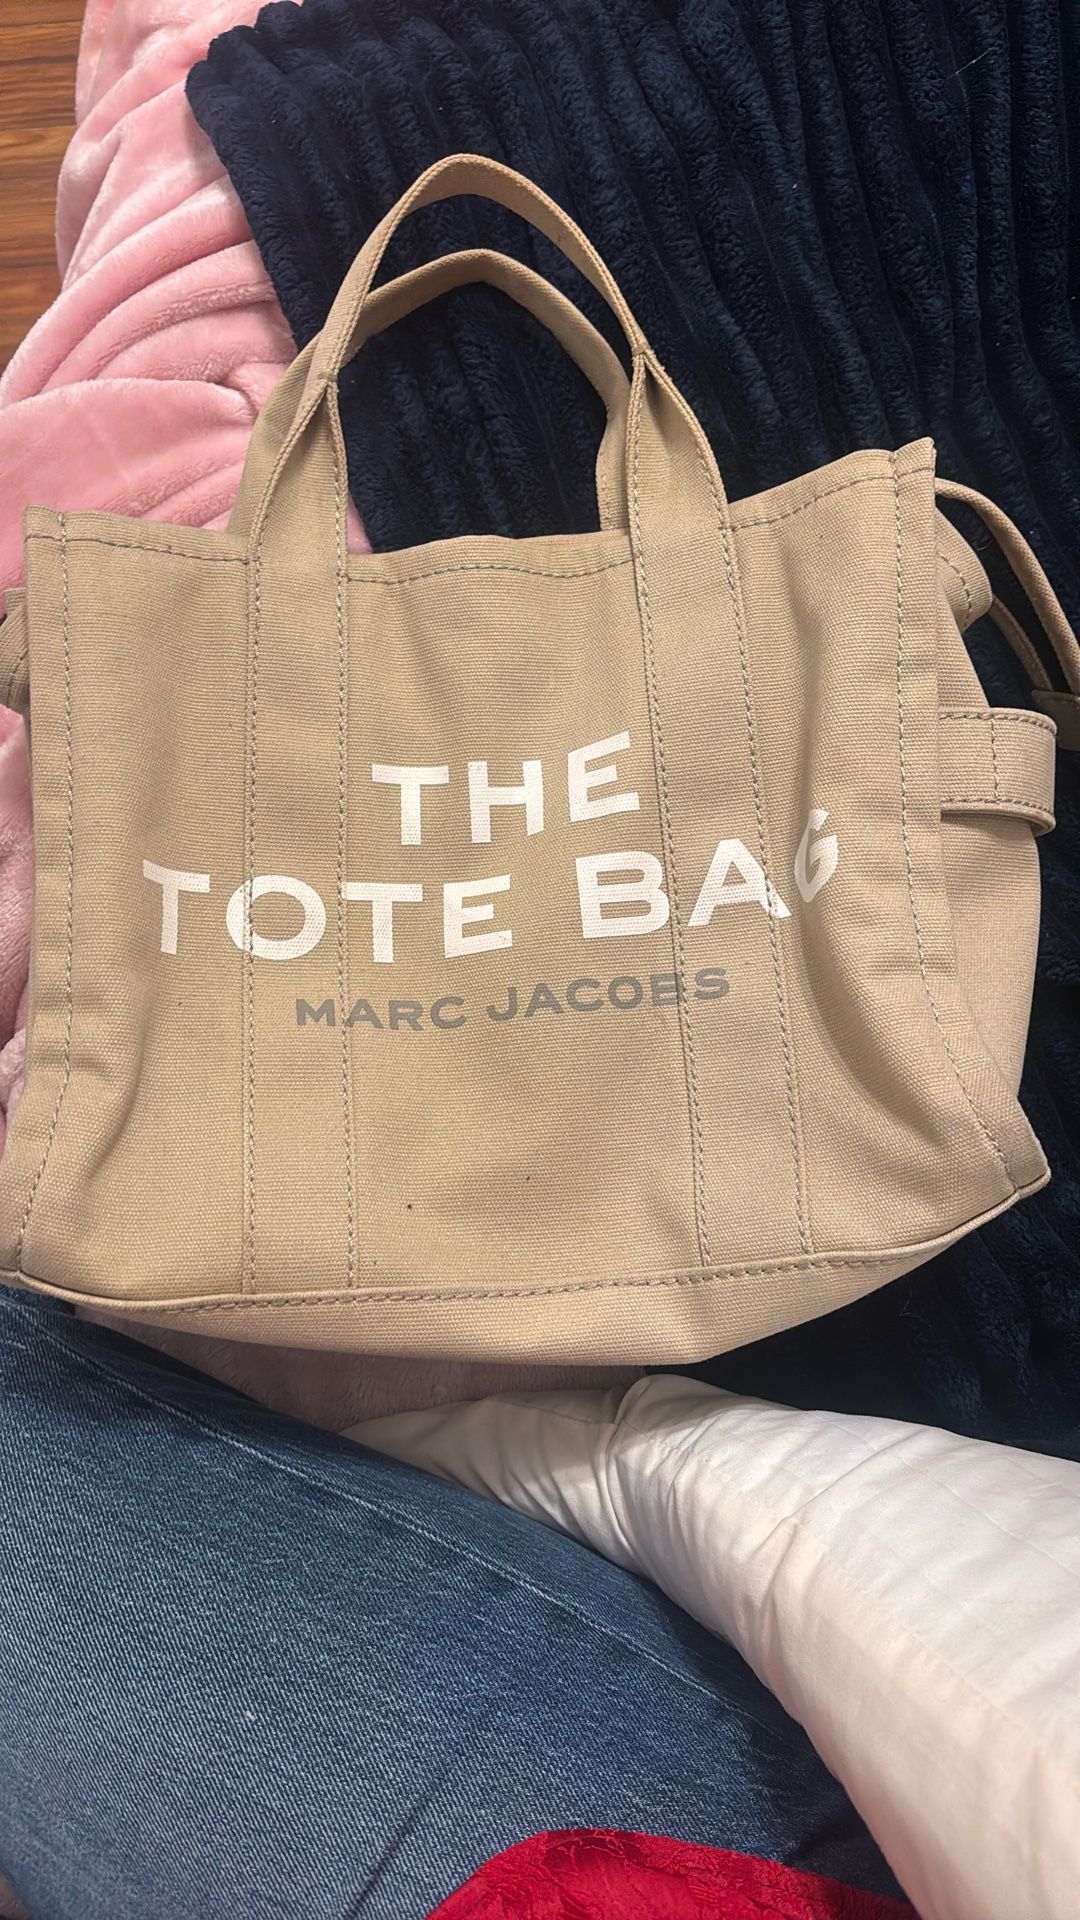 THE
TOTE BAG
MARC JACOBS